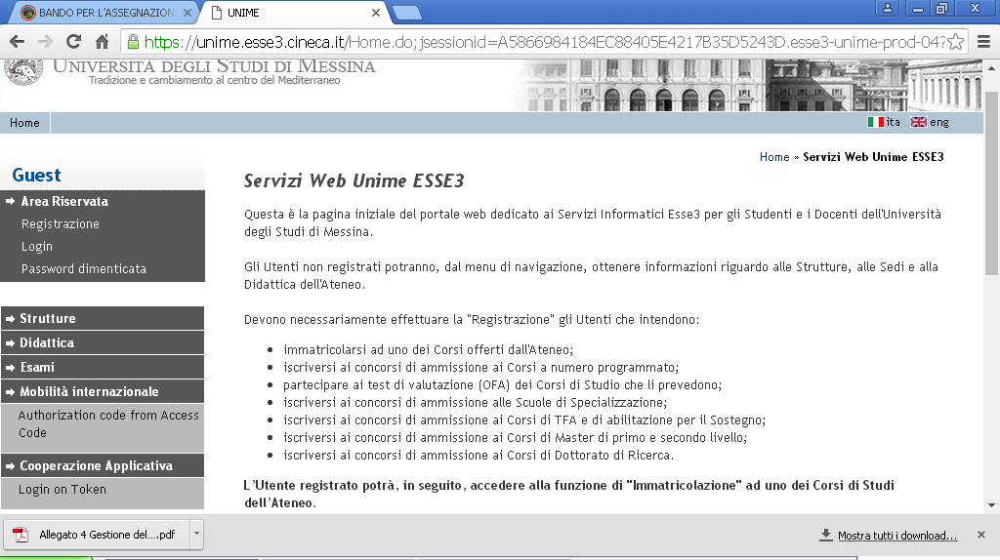 BANDO PER L'ASSEGNAZION
UNIME
https://unime.esse3.cineca.it/Home.do;jsessionid=A5866984184EC88405E4217B35D5243D.esse3-unime-prod-04?
UNIVERSITÀ DEGLI STUDI DI MESSINA
Tradizione e cambiamento al centro del Mediterraneo
Home
ita
eng
Home » Servizi Web Unime ESSE3
Guest
Area Riservata
Registrazione
Login
Password dimenticata
Strutture
Didattica
Esami
Mobilità internazionale
Authorization code from Access
Code
Cooperazione Applicativa
Login on Token
Servizi Web Unime ESSE3
Questa è la pagina iniziale del portale web dedicato ai Servizi Informatici Esse3 per gli Studenti e i Docenti dell'Università
degli Studi di Messina.
Gli Utenti non registrati potranno, dal menu di navigazione, ottenere informazioni riguardo alle Strutture, alle Sedi e alla
Didattica dell'Ateneo.
Devono necessariamente effettuare la "Registrazione" gli Utenti che intendono:
• immatricolarsi ad uno dei Corsi offerti dall'Ateneo;
• iscriversi ai concorsi di ammissione ai Corsi a numero programmato;
• partecipare ai test di valutazione (OFA) dei Corsi di Studio che li prevedono;
• iscriversi ai concorsi di ammissione alle Scuole di Specializzazione;
• iscriversi ai concorsi di ammissione ai Corsi di TFA e di abilitazione per il Sostegno;
• iscriversi ai concorsi di ammissione ai Corsi di Master di primo e secondo livello;
• iscriversi ai concorsi di ammissione ai Corsi di Dottorato di Ricerca.
L'Utente registrato potrà, in seguito, accedere alla funzione di "Immatricolazione" ad uno dei Corsi di Studi
dell'Ateneo.
Allegato 4 Gestione del....pdf
Mostra tutti i download...